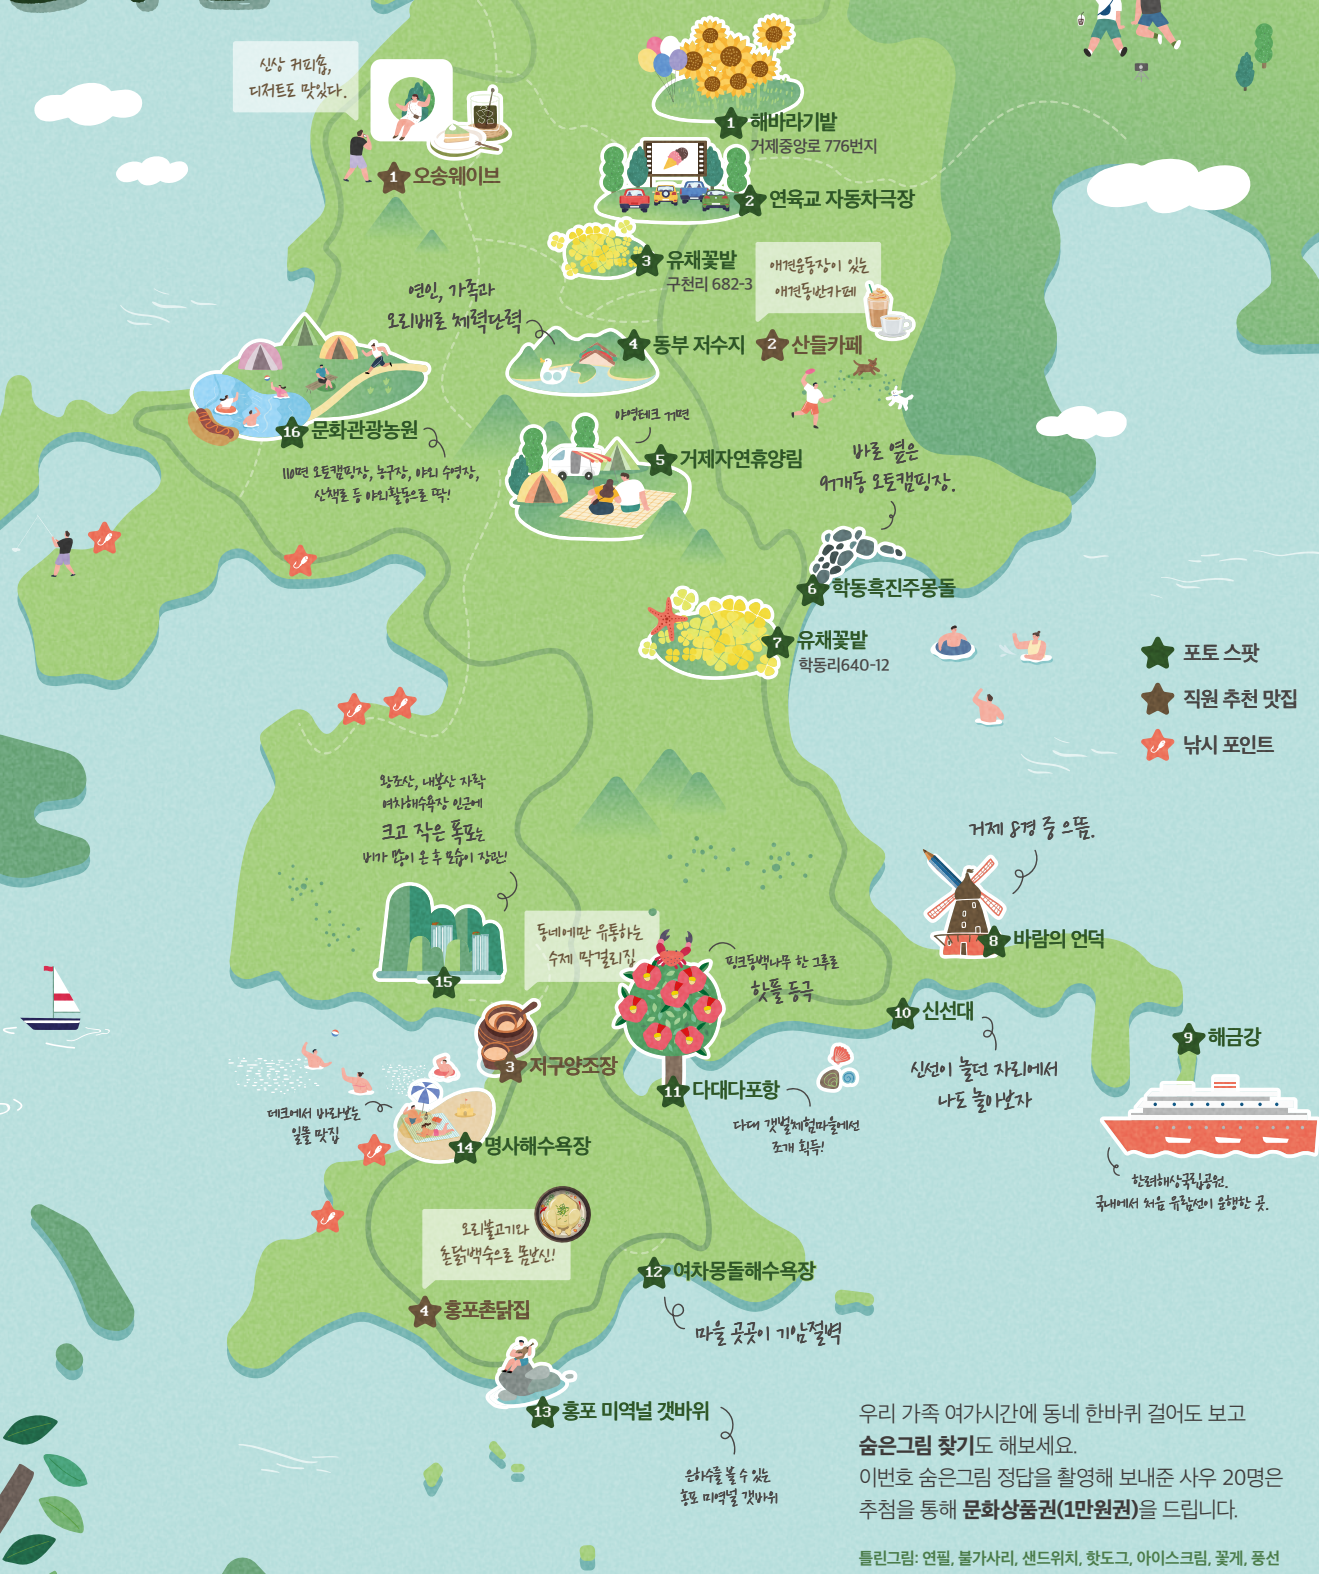 신상 커피숍,
디저트도 맛있다.
1 오송웨이브
1 해바라기밭
거제중앙로 776번지
2 연육교 자동차극장
3 유채꽃밭
구천리 682-3
애견운동장이 있는
애견동반카페
연인, 가족과
오리배로 체력단력
4 동부 저수지
2 산들카페
야영데크 79면
16 문화관광농원
5 거제자연휴양림
110면 오토캠핑장, 농구장, 야외 수영장,
산책로 등 야외활동으로 딱!
바로 옆은
97개동 오토캠핑장.
6 학동흑진주몽돌
7 유채꽃밭
학동리640-12
포토 스팟
직원 추천 맛집
낚시 포인트
왕조산, 내봉산 자락
여차해수욕장 인근에
크고 작은 폭포는
비가 많이 온 후 모습이 장관!
거제 8경 중 으뜸.
8 바람의 언덕
동네에만 유통하는
수제 막걸리집
핑크동백나무 한 그루로
핫플 등극
15
10 신선대
9 해금강
3 저구양조장
신선이 놀던 자리에서
나도 놀아보자
11 다대다포항
데크에서 바라보는
일몰 맛집
다대 갯벌체험마을에선
조개 획득!
14 명사해수욕장
한려해상국립공원.
국내에서 처음 유람선이 운행한 곳.
오리불고기와
촌닭백숙으로 몸보신!
12 여차몽돌해수욕장
4 홍포촌닭집
마을 곳곳이 기암절벽
13 홍포 미역널 갯바위
은하수를 볼 수 있는
홍포 미역널 갯바위
우리 가족 여가시간에 동네 한바퀴 걸어도 보고
숨은그림 찾기도 해보세요.
이번호 숨은그림 정답을 촬영해 보내준 사우 20명은
추첨을 통해 문화상품권(1만원권)을 드립니다.
틀린그림: 연필, 불가사리, 샌드위치, 핫도그, 아이스크림, 꽃게, 풍선